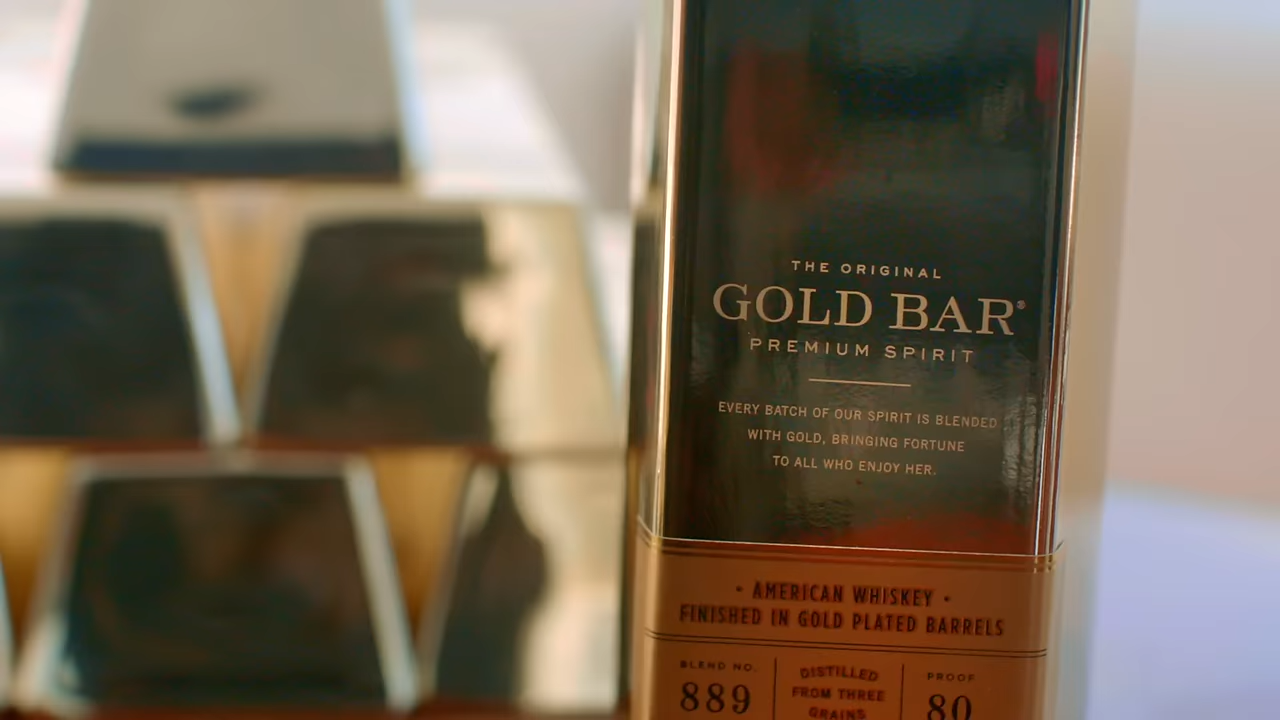 THE ORIGINAL
GOLD BAR®
PREMIUM SPIRIT
EVERY BATCH OF OUR SPIRIT IS BLENDED
WITH GOLD, BRINGING FORTUNE
TO ALL WHO ENJOY HER.
• AMERICAN WHISKEY •
FINISHED IN GOLD PLATED BARRELS
BLEND NO.
889
DISTILLED
FROM THREE
GRAINS
PROOF
80